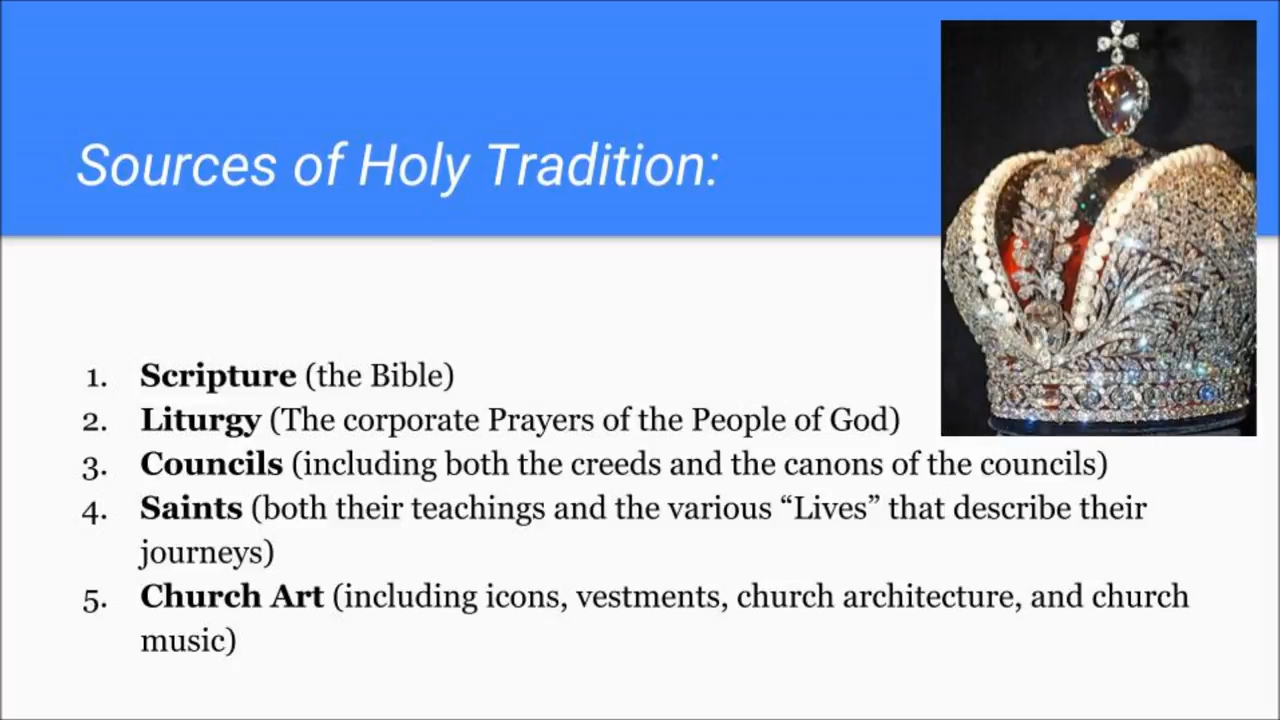 Sources of Holy Tradition:
1. Scripture (the Bible)
2. Liturgy (The corporate Prayers of the People of God)
3. Councils (including both the creeds and the canons of the councils)
4. Saints (both their teachings and the various “Lives” that describe their
journeys)
5. Church Art (including icons, vestments, church architecture, and church
music)